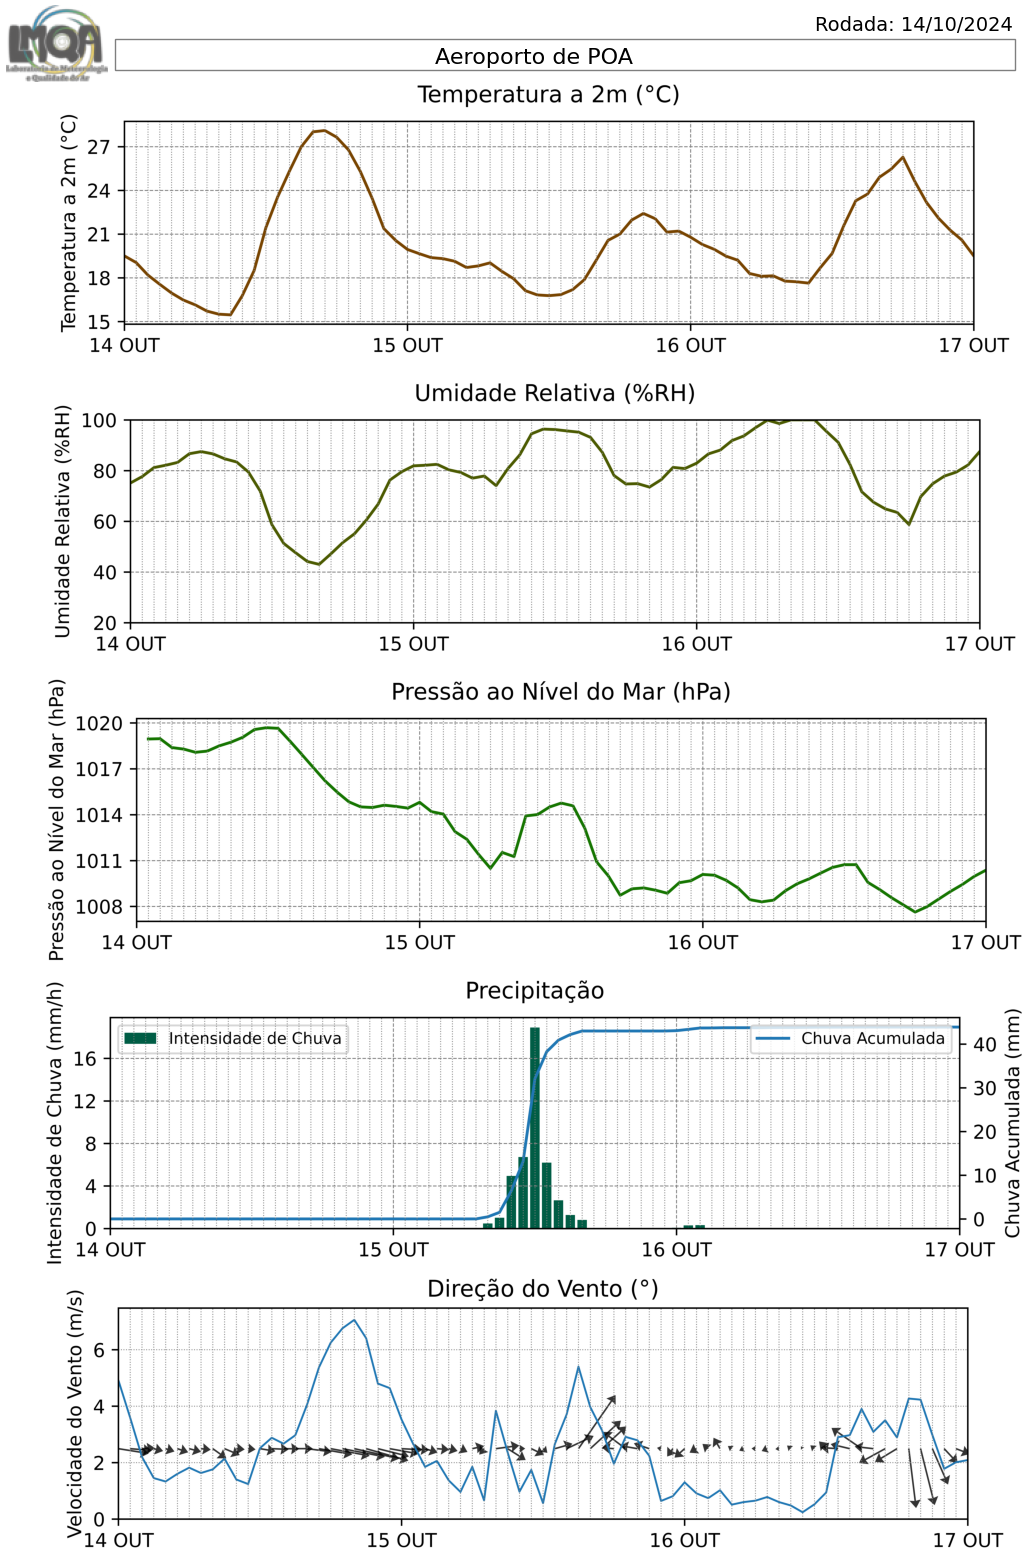 Rodada: 14/10/2024
LMQA
Laboratório de Meteorologia
e Qualidade do Ar
Aeroporto de POA
Temperatura a 2m (°C)
Temperatura a 2m (°C)
27
24
21
18
15
14 OUT 15 OUT 16 OUT 17 OUT
Umidade Relativa (%RH)
Umidade Relativa (%RH)
100
80
60
40
20
14 OUT 15 OUT 16 OUT 17 OUT
Pressão ao Nível do Mar (hPa)
Pressão ao Nível do Mar (hPa)
1020
1017
1014
1011
1008
14 OUT 15 OUT 16 OUT 17 OUT
Precipitação
Intensidade de Chuva (mm/h)
Intensidade de Chuva
Chuva Acumulada
16
12
8
4
0
40
30
20
10
0
Chuva Acumulada (mm)
14 OUT 15 OUT 16 OUT 17 OUT
Direção do Vento (°)
Velocidade do Vento (m/s)
6
4
2
0
14 OUT 15 OUT 16 OUT 17 OUT